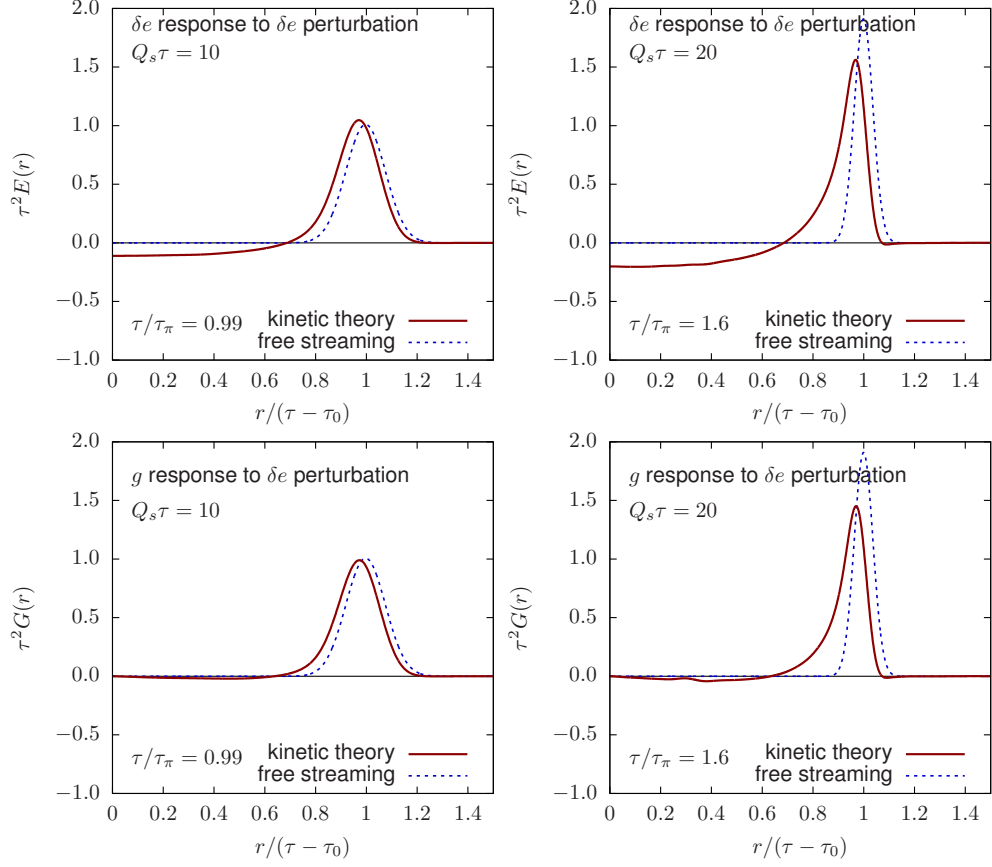 δe response to δe perturbation
Q_sτ = 10
τ/τ_π = 0.99
kinetic theory
free streaming
τ²E(r)
2.0
1.5
1.0
0.5
0.0
−0.5
−1.0
0 0.2 0.4 0.6 0.8 1 1.2 1.4
r/(τ − τ₀)
δe response to δe perturbation
Q_sτ = 20
τ/τ_π = 1.6
kinetic theory
free streaming
τ²E(r)
2.0
1.5
1.0
0.5
0.0
−0.5
−1.0
0 0.2 0.4 0.6 0.8 1 1.2 1.4
r/(τ − τ₀)
g response to δe perturbation
Q_sτ = 10
τ/τ_π = 0.99
kinetic theory
free streaming
τ²G(r)
2.0
1.5
1.0
0.5
0.0
−0.5
−1.0
0 0.2 0.4 0.6 0.8 1 1.2 1.4
r/(τ − τ₀)
g response to δe perturbation
Q_sτ = 20
τ/τ_π = 1.6
kinetic theory
free streaming
τ²G(r)
2.0
1.5
1.0
0.5
0.0
−0.5
−1.0
0 0.2 0.4 0.6 0.8 1 1.2 1.4
r/(τ − τ₀)